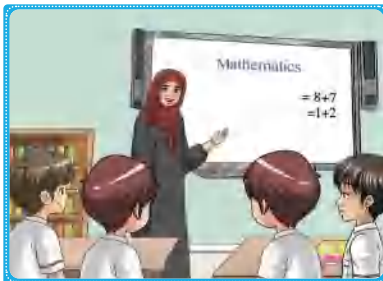 Mathematics
= 8+7
=1+2